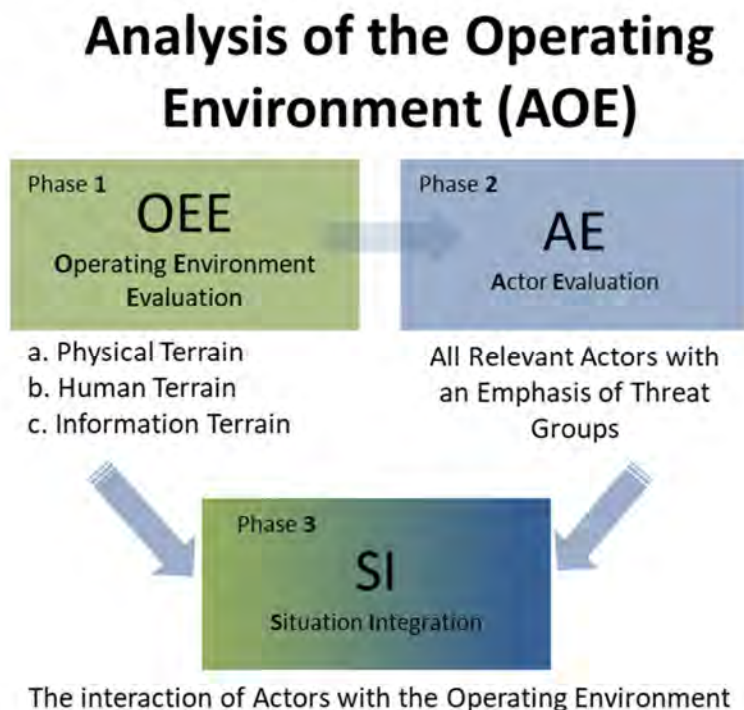 Analysis of the Operating
Environment (AOE)
Phase 1
OEE
Operating Environment
Evaluation
a. Physical Terrain
b. Human Terrain
c. Information Terrain
Phase 2
AE
Actor Evaluation
All Relevant Actors with
an Emphasis of Threat
Groups
Phase 3
SI
Situation Integration
The interaction of Actors with the Operating Environment